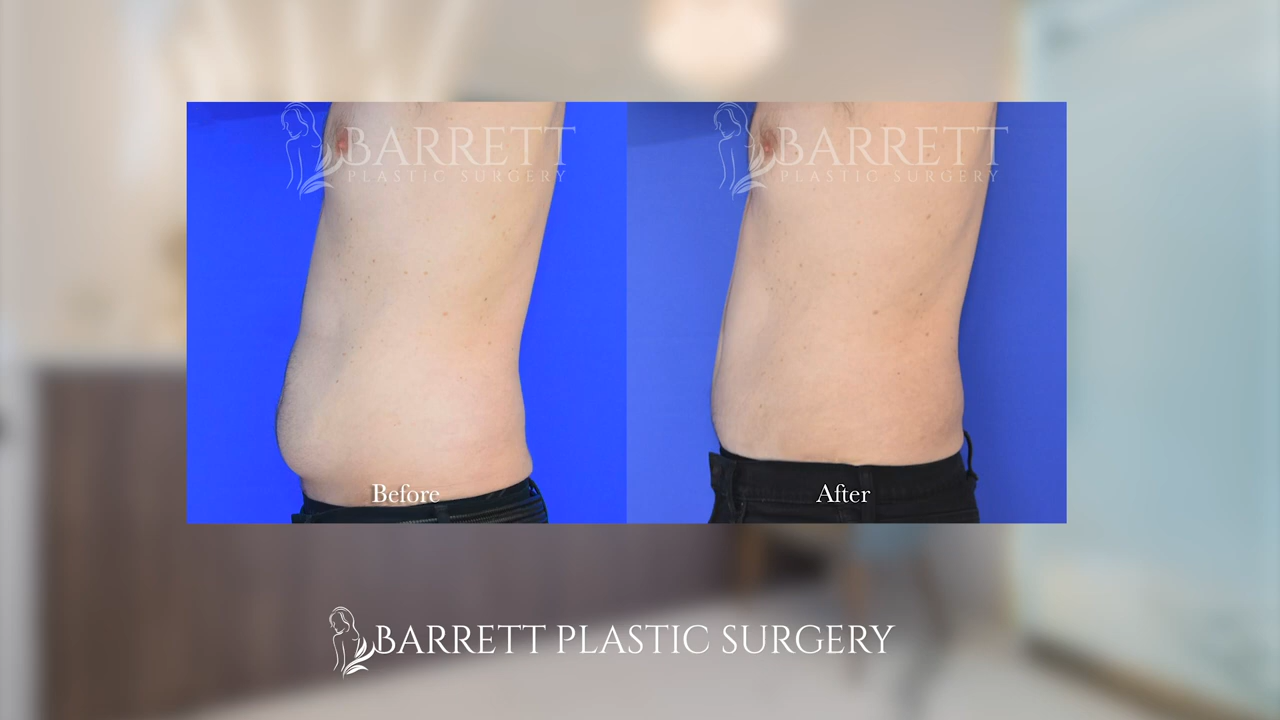 BARRETT
PLASTIC SURGERY
BARRETT
PLASTIC SURGERY
Before
After
BARRETT PLASTIC SURGERY